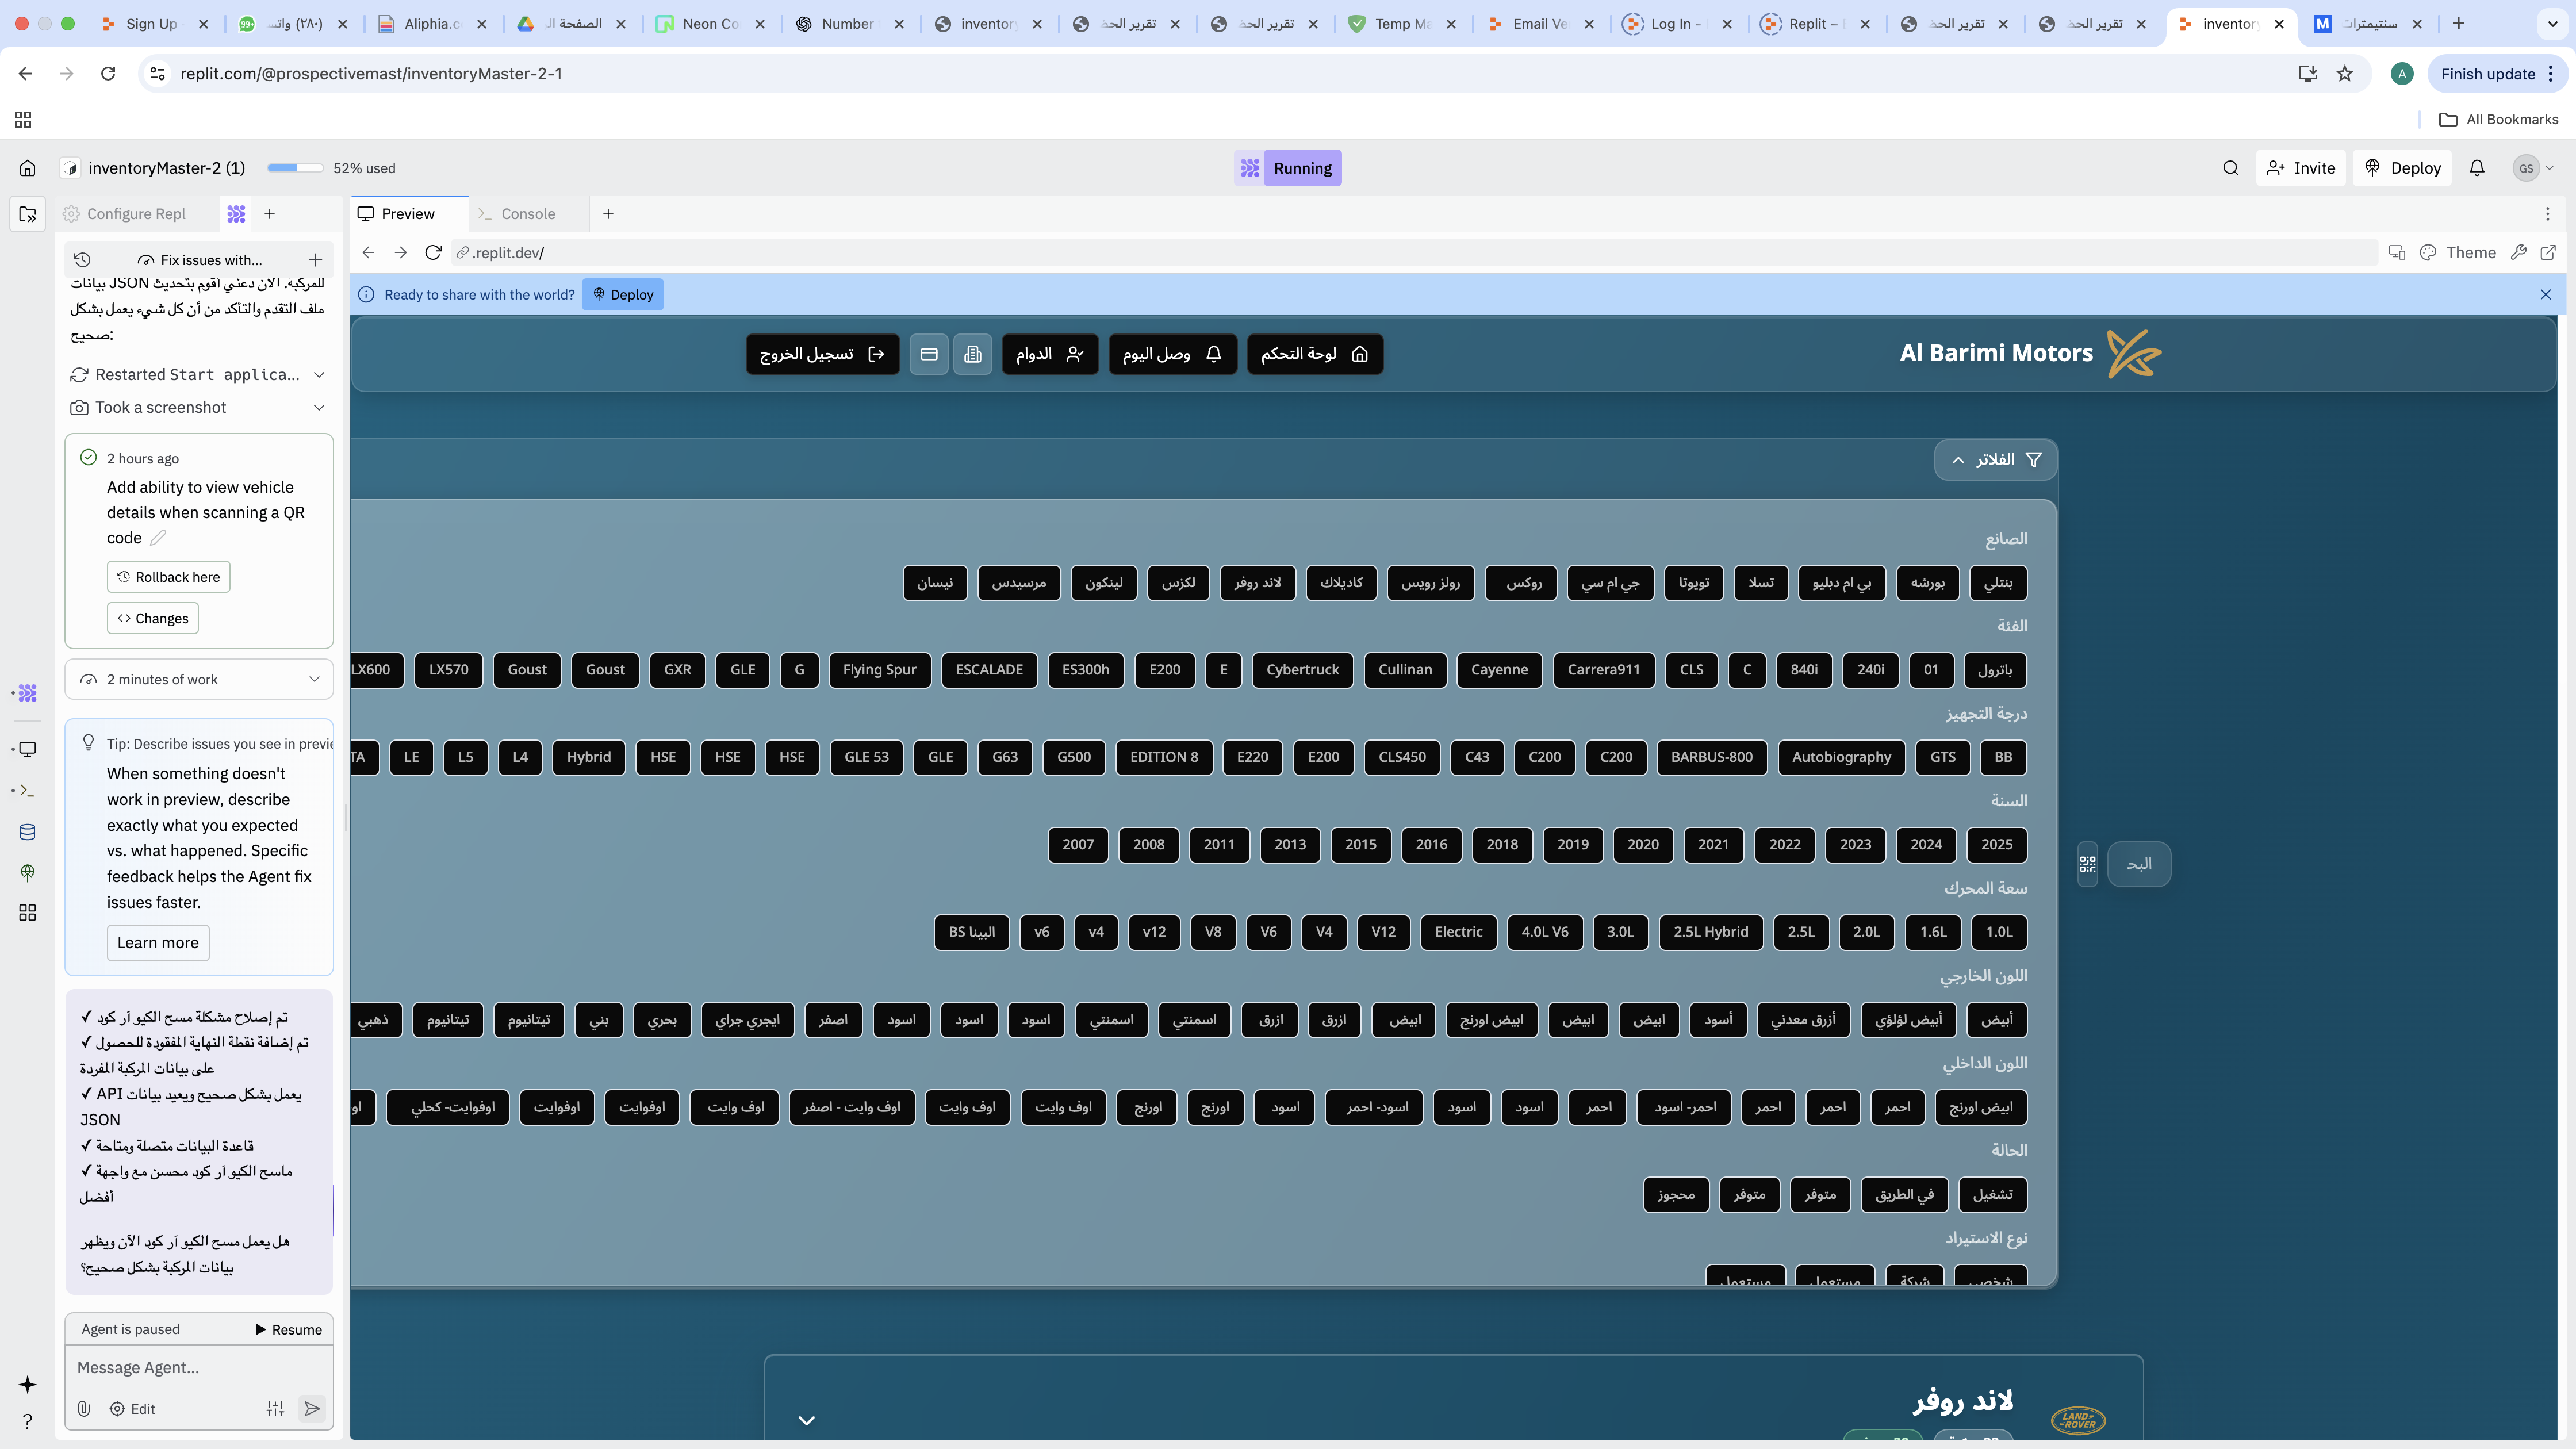 Sign Up
(٢٨٠) واتس
99+
Aliphia.c
الصفحة ال
Neon Co
Number
inventory
تقرير الحض
تقرير الحض
Temp Ma
Email Ve
Log In -
Replit –
تقرير الحض
تقرير الحض
inventor
سنتيمترات
replit.com/@prospectivemast/inventoryMaster-2-1
A
Finish update
All Bookmarks
inventoryMaster-2 (1)
52% used
Running
Invite
Deploy
GS
Configure Repl
Preview
Console
Fix issues with...
.replit.dev/
Theme
Ready to share with the world?
Deploy
بيانات JSON للمركبة. الآن دعني أقوم بتحديث
ملف التقدم والتأكد من أن كل شيء يعمل بشكل
صحيح:
Restarted Start applica...
Took a screenshot
2 hours ago
Add ability to view vehicle
details when scanning a QR
code
Rollback here
Changes
2 minutes of work
Tip: Describe issues you see in previe
When something doesn't
work in preview, describe
exactly what you expected
vs. what happened. Specific
feedback helps the Agent fix
issues faster.
Learn more
✓ تم إصلاح مشكلة مسح الكيو آر كود
✓ تم إضافة نقطة النهاية المفقودة للحصول
على بيانات المركبة المفردة
✓ API يعمل بشكل صحيح ويعيد بيانات
JSON
✓ قاعدة البيانات متصلة ومتاحة
✓ ماسح الكيو آر كود محسن مع واجهة
أفضل
هل يعمل مسح الكيو آر كود الآن ويظهر
بيانات المركبة بشكل صحيح؟
Agent is paused
Resume
Message Agent...
Edit
Al Barimi Motors
لوحة التحكم
وصل اليوم
الدوام
تسجيل الخروج
الفلاتر
الصانع
بنتلي بورشه بي ام دبليو تسلا تويوتا جي ام سي روكس رولز رويس كاديلاك لاند روفر لكزس لينكون مرسيدس نيسان
الفئة
باترول 01 240i 840i C CLS Carrera911 Cayenne Cullinan Cybertruck E E200 ES300h ESCALADE Flying Spur G GLE GXR Goust Goust LX570 LX600
درجة التجهيز
BB GTS Autobiography BARBUS-800 C200 C200 C43 CLS450 E200 E220 EDITION 8 G500 G63 GLE GLE 53 HSE HSE HSE Hybrid L4 L5 LE TA
السنة
2025 2024 2023 2022 2021 2020 2019 2018 2016 2015 2013 2011 2008 2007
سعة المحرك
1.0L 1.6L 2.0L 2.5L 2.5L Hybrid 3.0L 4.0L V6 Electric V12 V4 V6 V8 v12 v4 v6 البينا BS
البحـ
اللون الخارجي
أبيض أبيض لؤلؤي أزرق معدني أسود ابيض ابيض ابيض اورنج ابيض ازرق ازرق اسمنتي اسمنتي اسود اسود اسود اصفر ايجري جراي بحري بني تيتانيوم تيتانيوم ذهبي
اللون الداخلي
ابيض اورنج احمر احمر احمر احمر- اسود احمر اسود اسود اسود- احمر اسود اورنج اورنج اوف وايت اوف وايت اوف وايت - اصفر اوف وايت اوفوايت اوفوايت اوفوايت- كحلي او
الحالة
تشغيل في الطريق متوفر متوفر محجوز
نوع الاستيراد
شخصي شركة مستعمل مستعمل
لاند روفر
LAND-
-ROVER